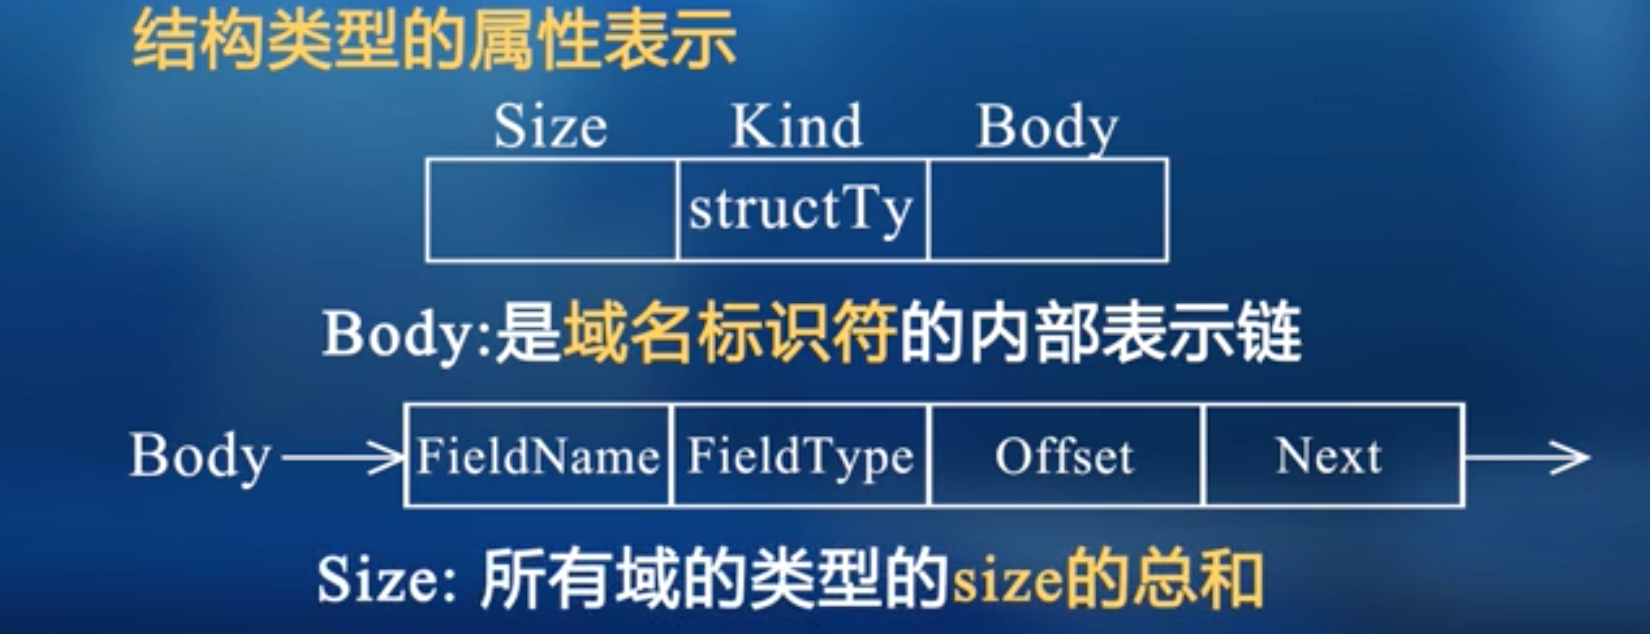 结构类型的属性表示
Size Kind Body
structTy
Body:是域名标识符的内部表示链
Body FieldName FieldType Offset Next
Size: 所有域的类型的size的总和